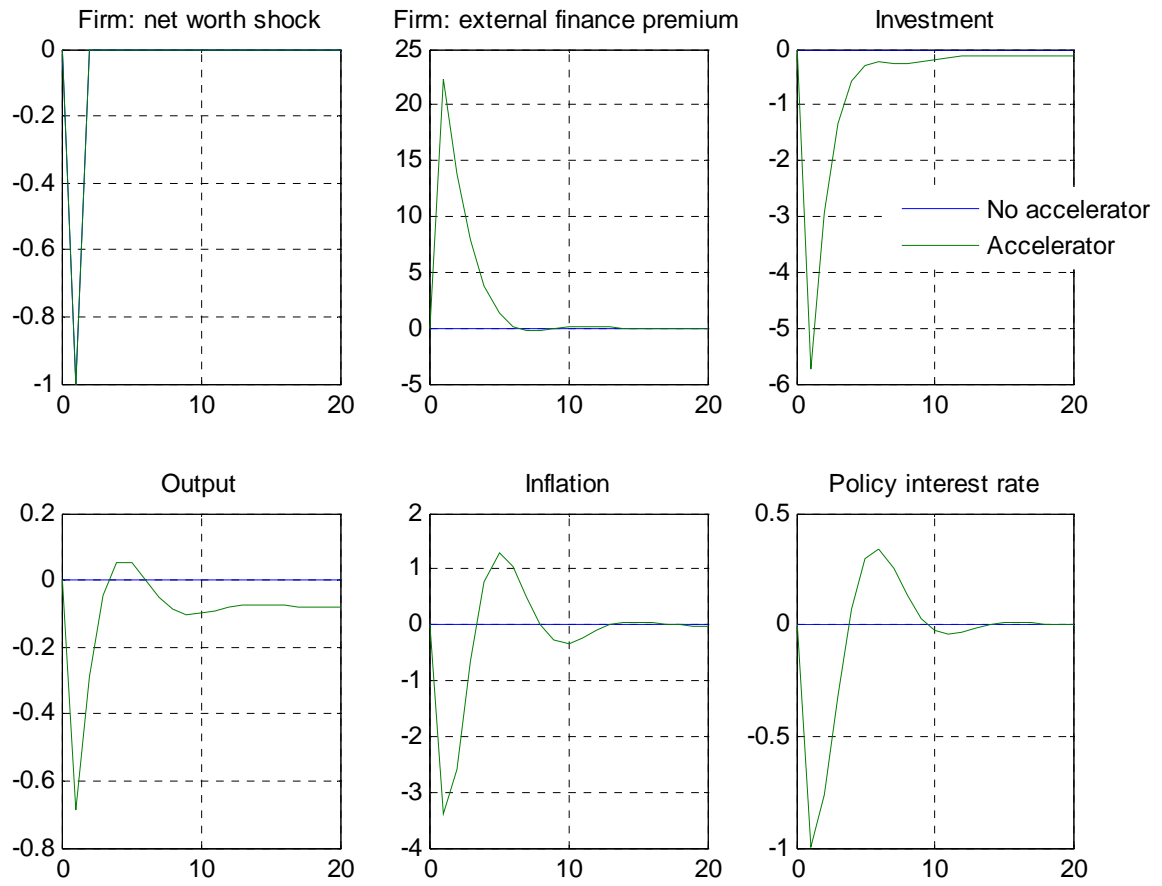 Firm: net worth shock
0
-0.2
-0.4
-0.6
-0.8
-1
0 10 20
Firm: external finance premium
25
20
15
10
5
0
-5
0 10 20
Investment
0
-1
-2
-3
-4
-5
-6
0 10 20
No accelerator
Accelerator
Output
0.2
0
-0.2
-0.4
-0.6
-0.8
0 10 20
Inflation
2
1
0
-1
-2
-3
-4
0 10 20
Policy interest rate
0.5
0
-0.5
-1
0 10 20